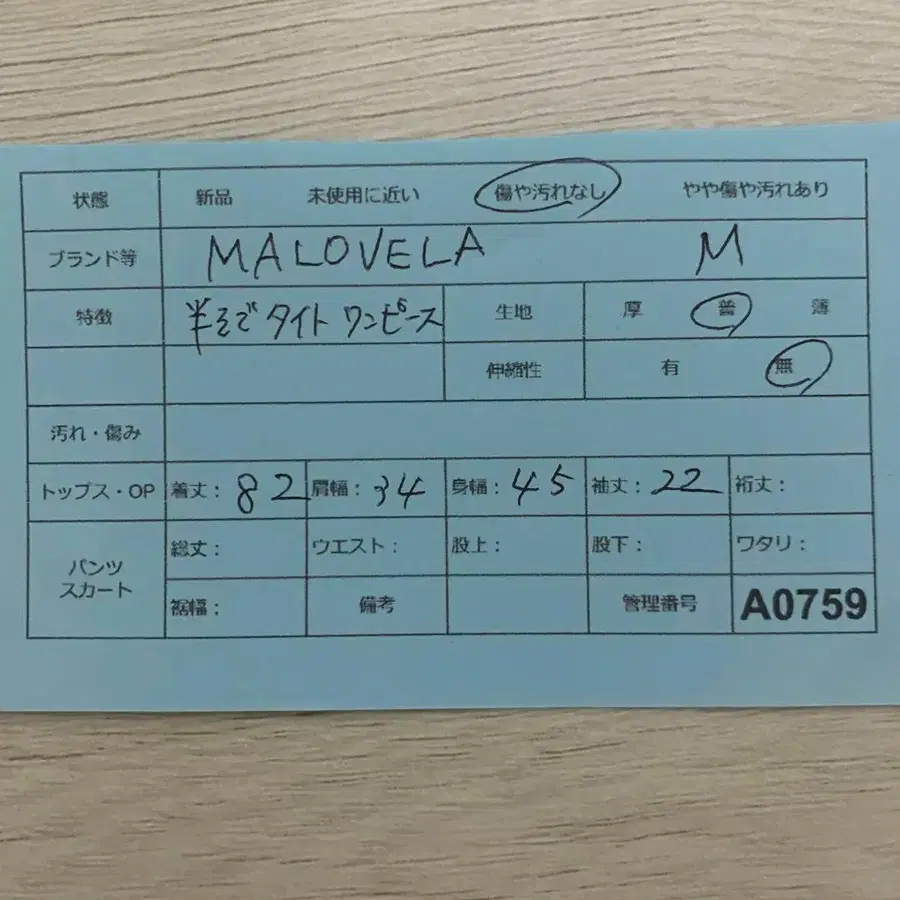 状態 新品 未使用に近い 傷や汚れなし やや傷や汚れあり
ブランド等 MALOVELA M
特徴 半そでタイトワンピース 生地 厚 普 薄
伸縮性 有 無
汚れ・傷み
トップス・OP 着丈: 82 肩幅: 34 身幅: 45 袖丈: 22 裄丈:
パンツ スカート 総丈: ウエスト: 股上: 股下: ワタリ:
裾幅: 備考 管理番号 A0759